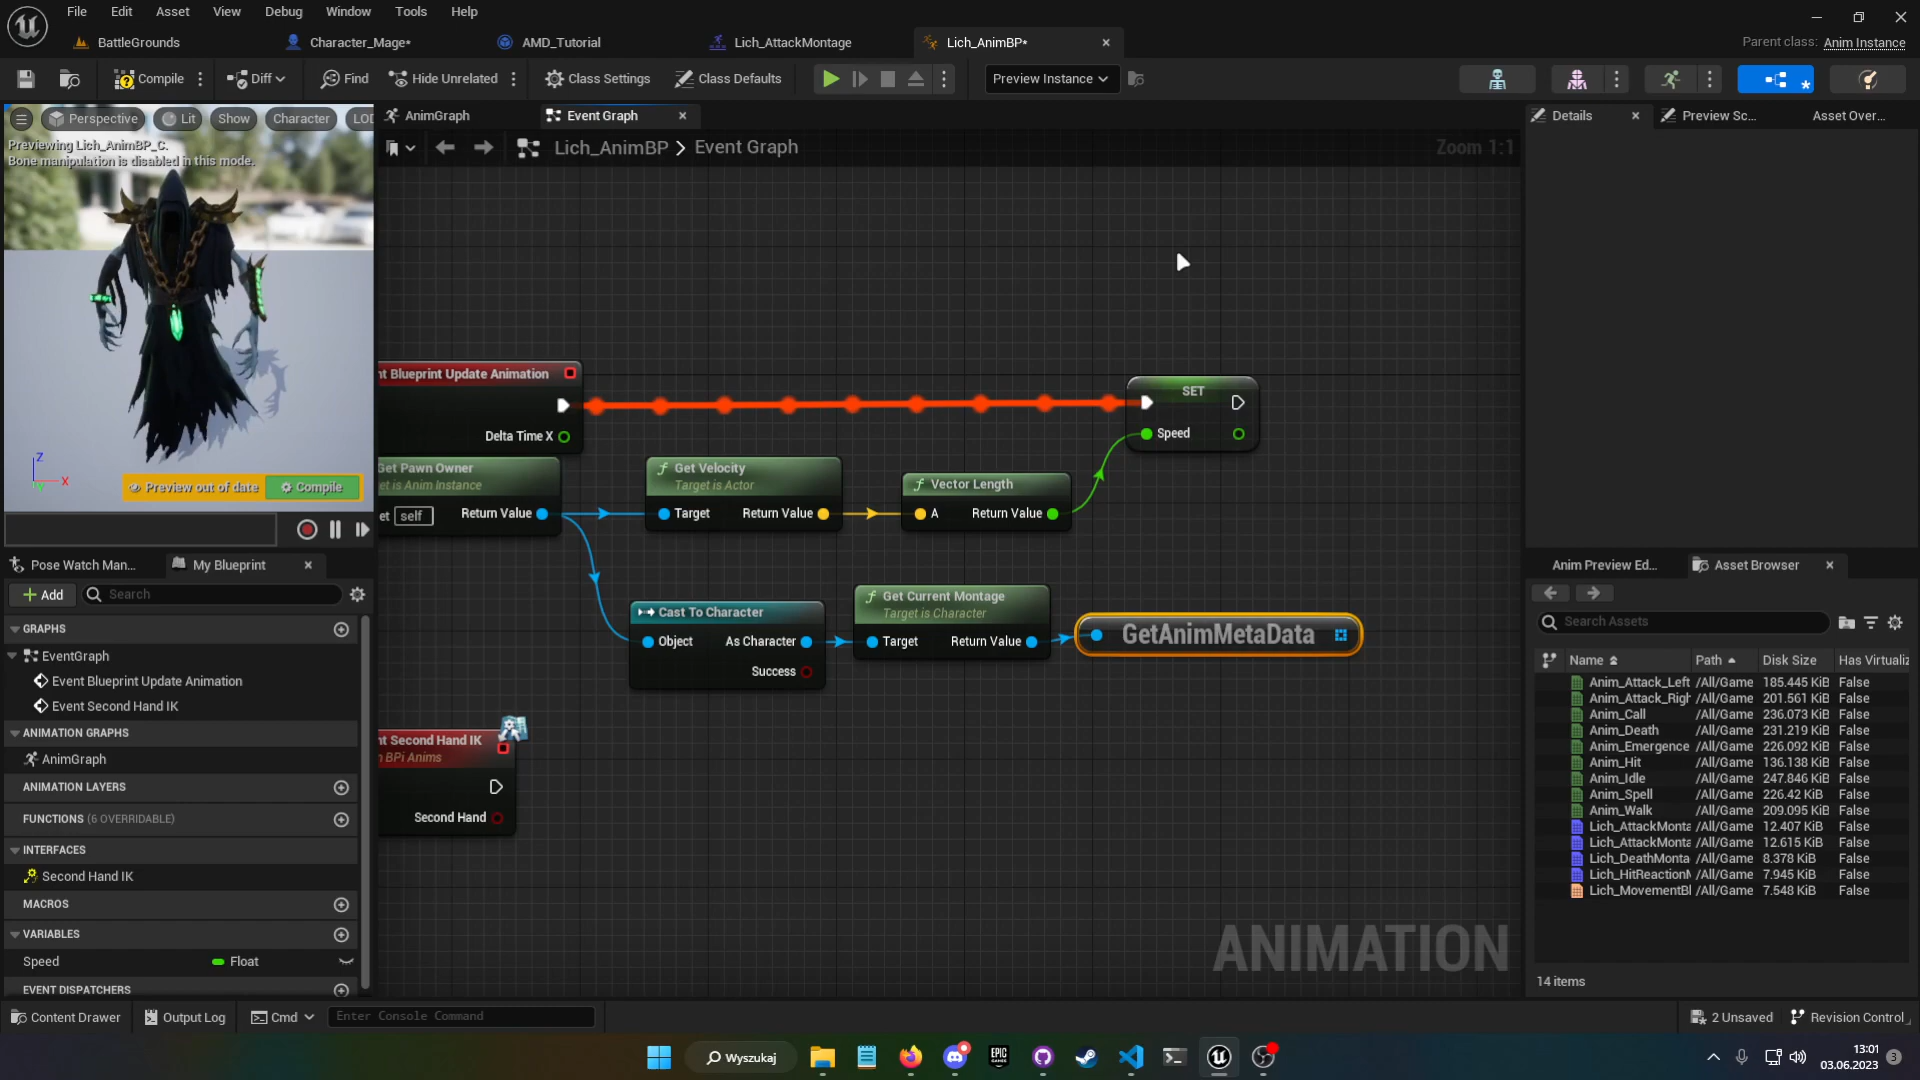 File Edit Asset View Debug Window Tools Help
BattleGrounds
Character_Mage*
AMD_Tutorial
Lich_AttackMontage
Lich_AnimBP*
Parent class: Anim Instance
Compile
Diff
Find
Hide Unrelated
Class Settings
Class Defaults
Preview Instance
Perspective
Lit
Show
Character
LOD
Previewing Lich_AnimBP_C.
Bone manipulation is disabled in this mode.
Z
X
Preview out of date
Compile
AnimGraph
Event Graph
Lich_AnimBP > Event Graph
Zoom 1:1
nt Blueprint Update Animation
Delta Time X
SET
Speed
Get Pawn Owner
et is Anim Instance
et self
Return Value
Get Velocity
Target is Actor
Target
Return Value
Vector Length
A
Return Value
Cast To Character
Object
As Character
Success
Get Current Montage
Target is Character
Target
Return Value
GetAnimMetaData
nt Second Hand IK
BPi Anims
Second Hand
ANIMATION
Pose Watch Man...
My Blueprint
Add
Search
GRAPHS
EventGraph
Event Blueprint Update Animation
Event Second Hand IK
ANIMATION GRAPHS
AnimGraph
ANIMATION LAYERS
FUNCTIONS (6 OVERRIDABLE)
INTERFACES
Second Hand IK
MACROS
VARIABLES
Speed
Float
EVENT DISPATCHERS
Details
Preview Sc...
Asset Over...
Anim Preview Ed...
Asset Browser
Search Assets
Name Path Disk Size Has Virtualiz
Anim_Attack_Left /All/Game 185.445 KiB False
Anim_Attack_Righ /All/Game 201.561 KiB False
Anim_Call /All/Game 236.073 KiB False
Anim_Death /All/Game 231.219 KiB False
Anim_Emergence /All/Game 226.092 KiB False
Anim_Hit /All/Game 136.138 KiB False
Anim_Idle /All/Game 247.846 KiB False
Anim_Spell /All/Game 226.42 KiB False
Anim_Walk /All/Game 209.095 KiB False
Lich_AttackMonta /All/Game 12.407 KiB False
Lich_AttackMonta /All/Game 12.615 KiB False
Lich_DeathMonta /All/Game 8.378 KiB False
Lich_HitReactionM /All/Game 7.945 KiB False
Lich_MovementBl /All/Game 7.548 KiB False
14 items
Content Drawer
Output Log
Cmd
Enter Console Command
2 Unsaved
Revision Control
Wyszukaj
EPIC GAMES
13:01
03.06.2023
3